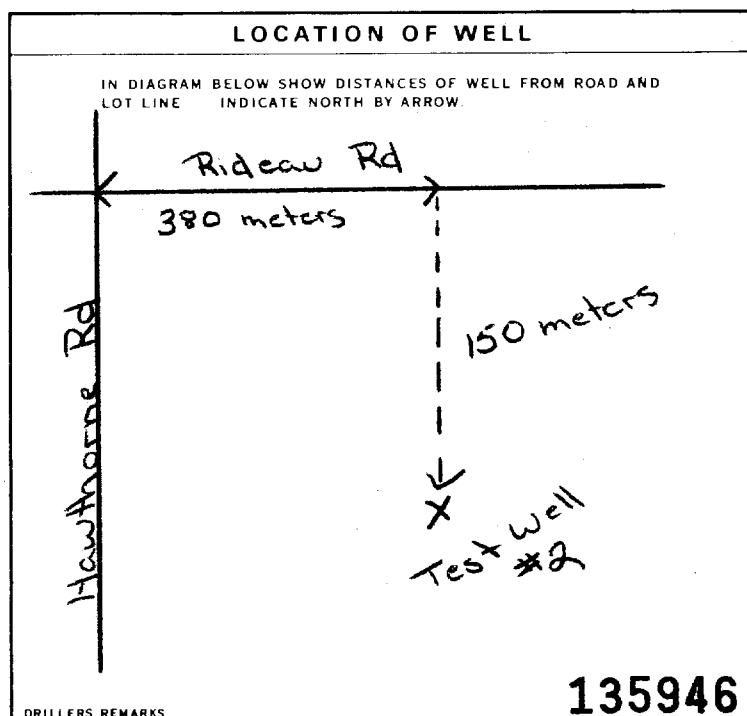 LOCATION OF WELL
IN DIAGRAM BELOW SHOW DISTANCES OF WELL FROM ROAD AND
LOT LINE INDICATE NORTH BY ARROW.
Rideau Rd
380 meters
Hawthorne Rd
150 meters
X
Test Well
#2
135946
DRILLERS REMARKS